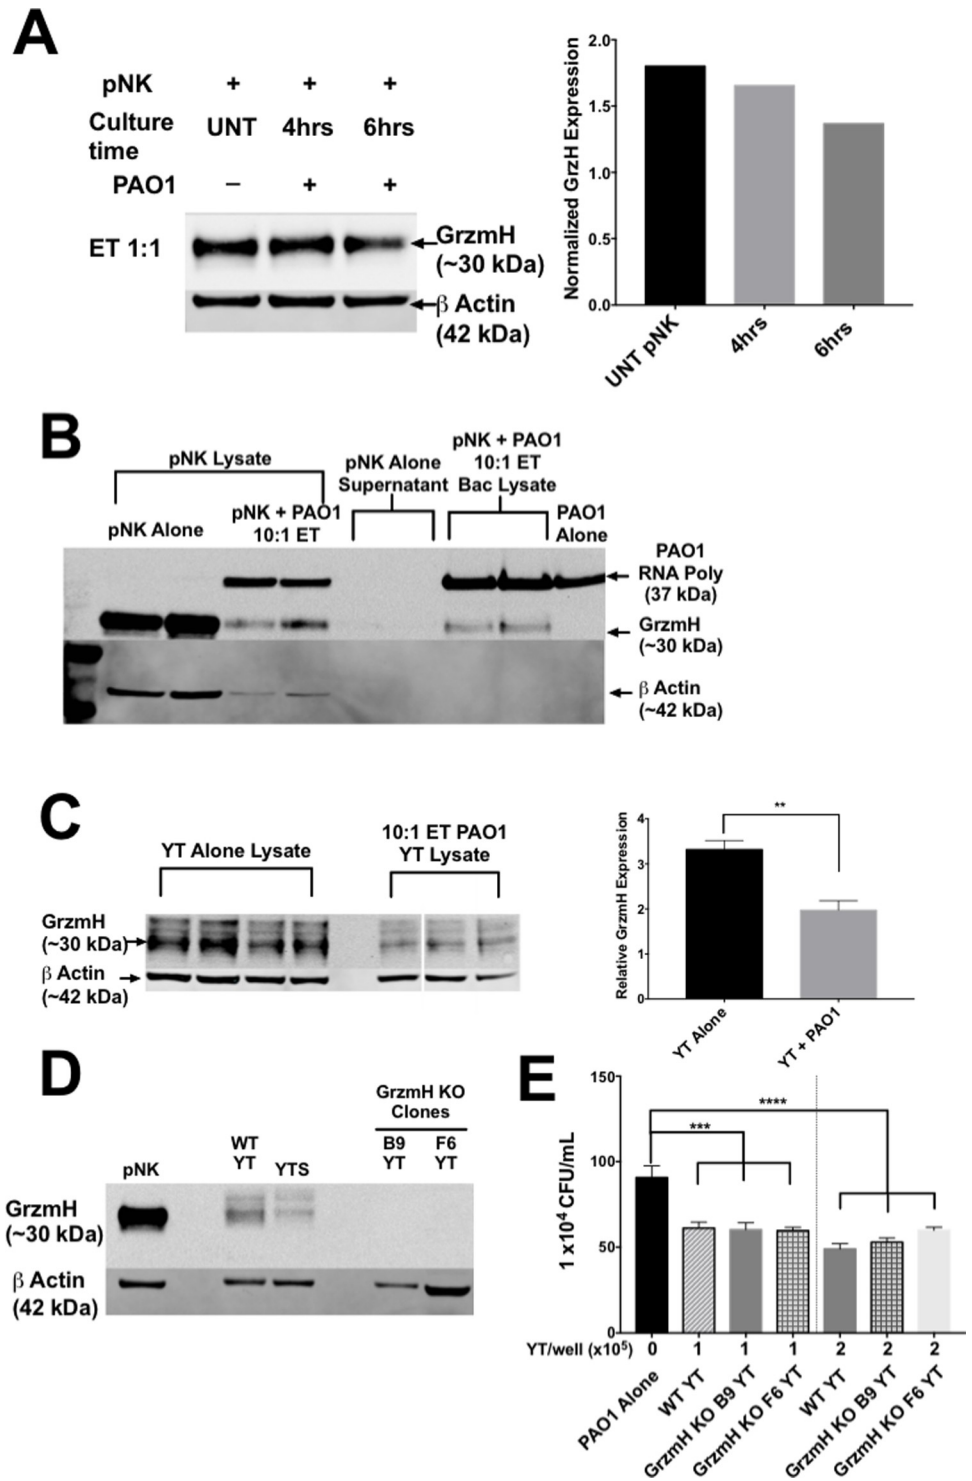 A
pNK + + +
Culture time UNT 4hrs 6hrs
PAO1 – + +
ET 1:1
GrzmH
(~30 kDa)
β Actin
(42 kDa)
Normalized GrzH Expression
2.0
1.5
1.0
0.5
0.0
UNT pNK
4hrs
6hrs
B
pNK Lysate
pNK Alone
pNK + PAO1
10:1 ET
pNK Alone
Supernatant
pNK + PAO1
10:1 ET
Bac Lysate
PAO1
Alone
PAO1
RNA Poly
(37 kDa)
GrzmH
(~30 kDa)
β Actin
(~42 kDa)
C
YT Alone Lysate
10:1 ET PAO1
YT Lysate
GrzmH
(~30 kDa)
β Actin
(~42 kDa)
Relative GrzmH Expression
4
3
2
1
0
**
YT Alone
YT + PAO1
D
pNK
WT
YT
YTS
GrzmH KO
Clones
B9
YT
F6
YT
GrzmH
(~30 kDa)
β Actin
(42 kDa)
E
1 x10⁴ CFU/mL
150
100
50
0
****
***
YT/well (x10⁵) 0 1 1 1 2 2 2
PAO1 Alone
WT YT
GrzmH KO B9 YT
GrzmH KO F6 YT
WT YT
GrzmH KO B9 YT
GrzmH KO F6 YT